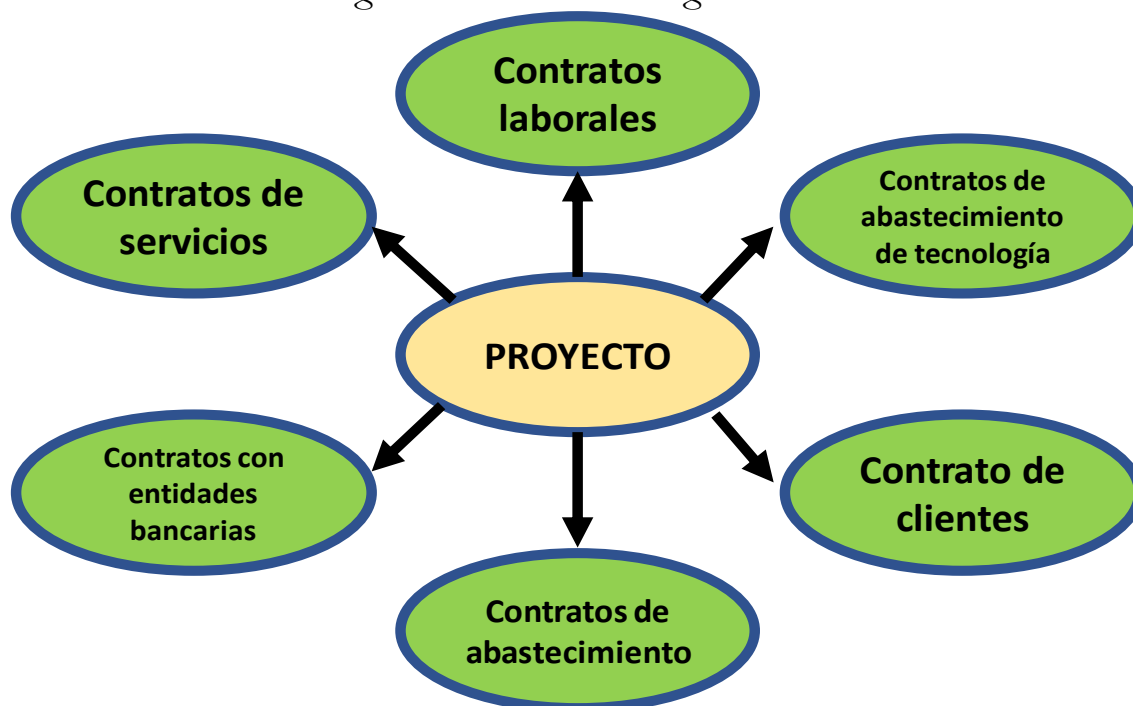 Contratos
laborales
Contratos de
servicios
Contratos de
abastecimiento
de tecnología
PROYECTO
Contratos con
entidades
bancarias
Contrato de
clientes
Contratos de
abastecimiento